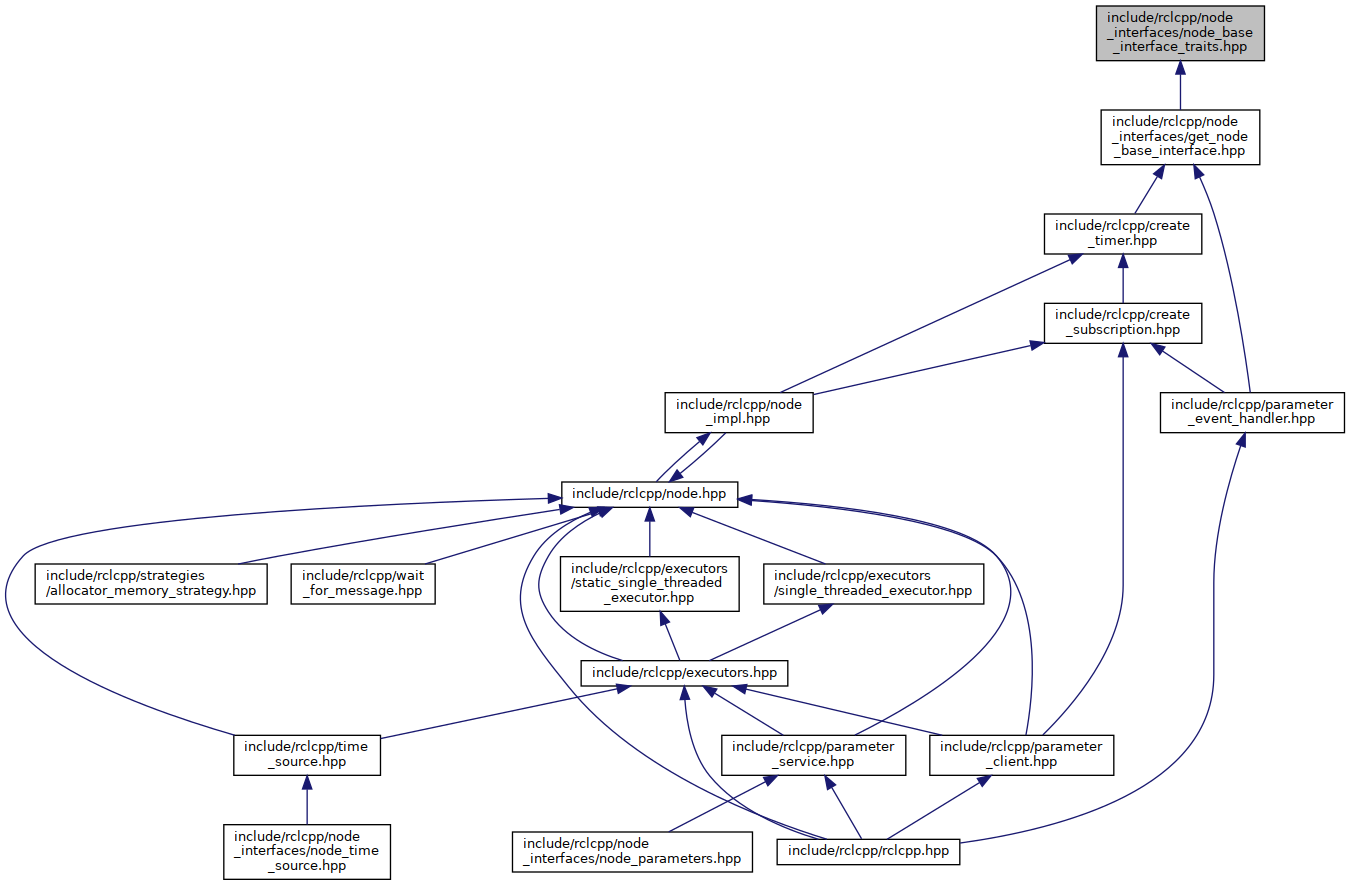 include/rclcpp/node
_interfaces/node_base
_interface_traits.hpp
include/rclcpp/node
_interfaces/get_node
_base_interface.hpp
include/rclcpp/create
_timer.hpp
include/rclcpp/create
_subscription.hpp
include/rclcpp/node
_impl.hpp
include/rclcpp/parameter
_event_handler.hpp
include/rclcpp/node.hpp
include/rclcpp/strategies
/allocator_memory_strategy.hpp
include/rclcpp/wait
_for_message.hpp
include/rclcpp/executors
/static_single_threaded
_executor.hpp
include/rclcpp/executors
/single_threaded_executor.hpp
include/rclcpp/executors.hpp
include/rclcpp/time
_source.hpp
include/rclcpp/parameter
_service.hpp
include/rclcpp/parameter
_client.hpp
include/rclcpp/node
_interfaces/node_time
_source.hpp
include/rclcpp/node
_interfaces/node_parameters.hpp
include/rclcpp/rclcpp.hpp